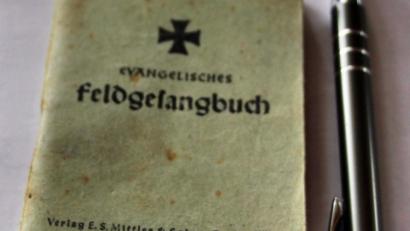 EVANGELISCHES
Feldgesangbuch
Verlag E. S. Mittler &